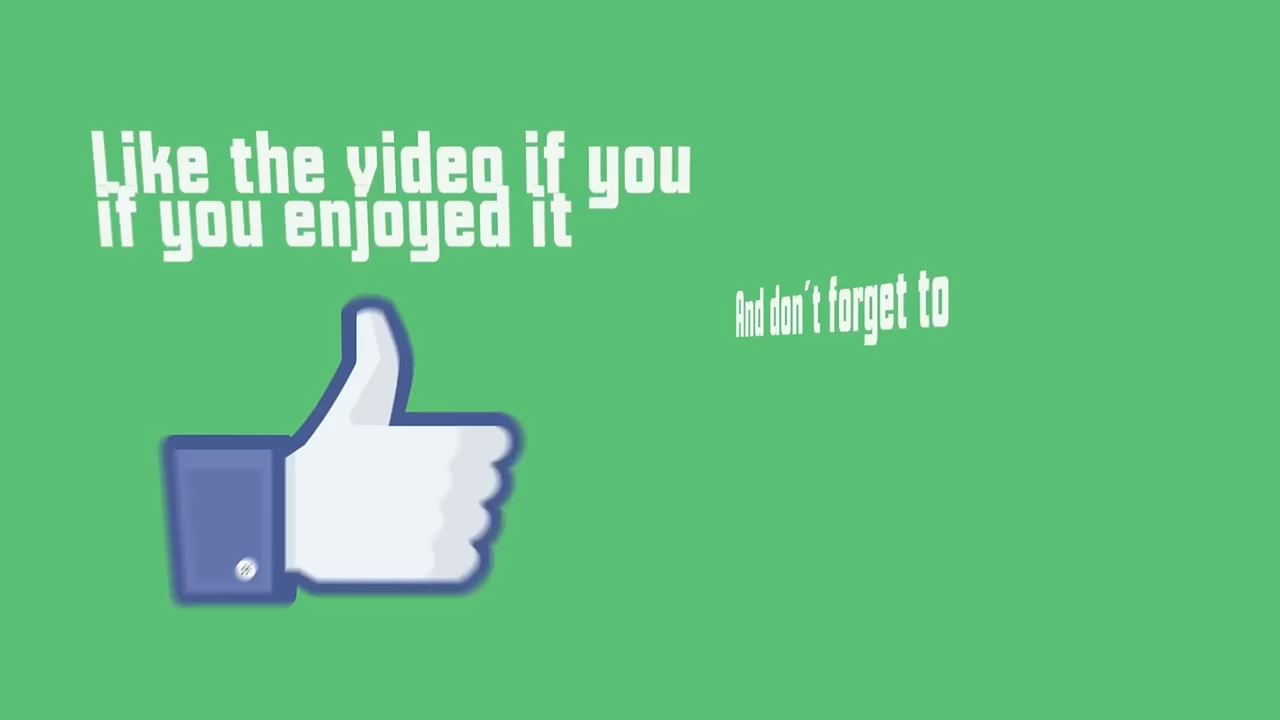 Like the video if you
if you enjoyed it
And don´t forget to